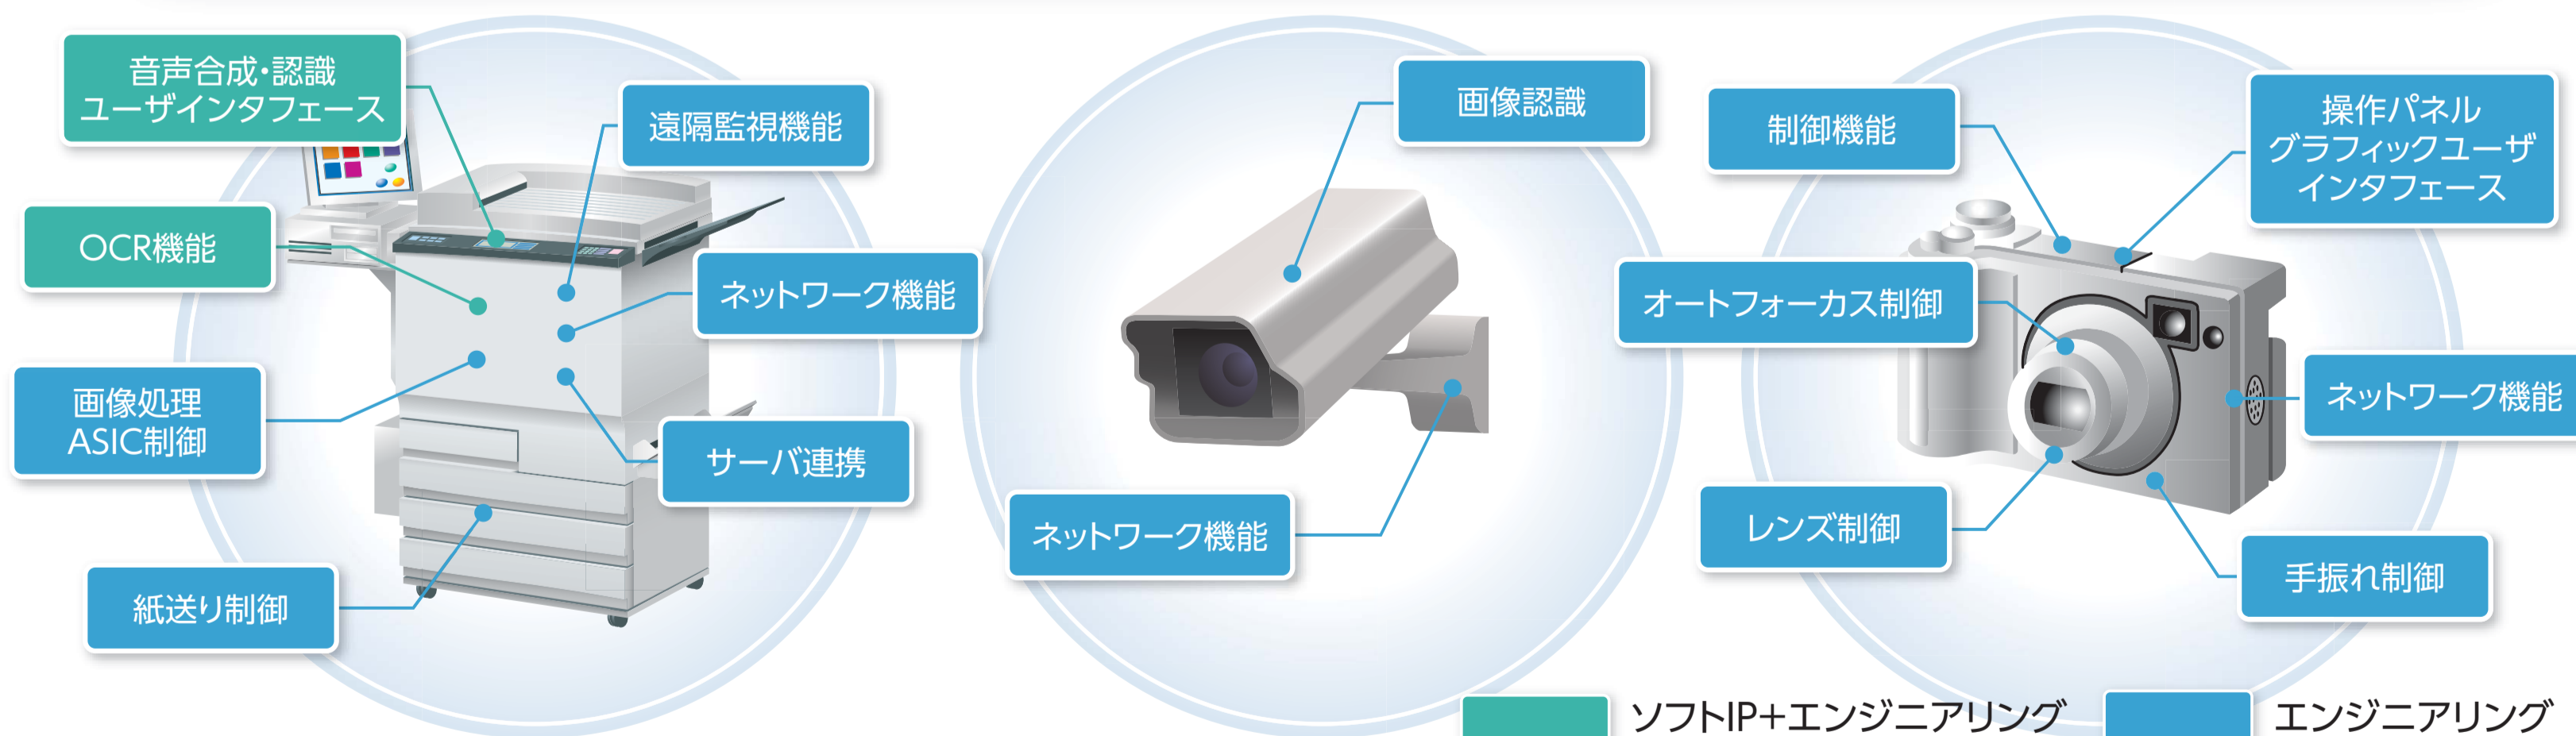 音声合成・認識
ユーザインタフェース
遠隔監視機能
OCR機能
ネットワーク機能
画像処理
ASIC制御
サーバ連携
紙送り制御
画像認識
ネットワーク機能
制御機能
操作パネル
グラフィックユーザ
インタフェース
オートフォーカス制御
ネットワーク機能
レンズ制御
手振れ制御
ソフトIP+エンジニアリング
エンジニアリング